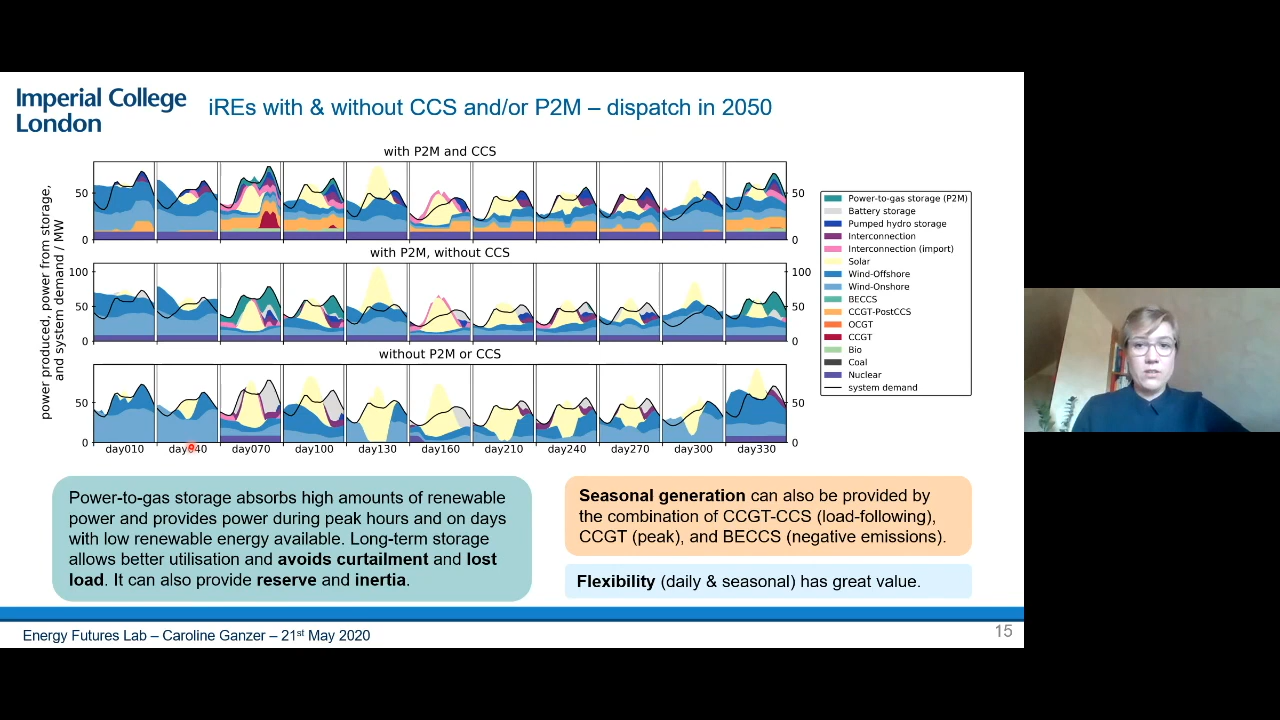 Imperial College
London
iREs with & without CCS and/or P2M – dispatch in 2050
with P2M and CCS
50
0
50
0
with P2M, without CCS
100
50
0
100
50
0
without P2M or CCS
50
0
50
0
power produced, power from storage,
and system demand / MW
day010
day040
day070
day100
day130
day160
day210
day240
day270
day300
day330
Power-to-gas storage (P2M)
Battery storage
Pumped hydro storage
Interconnection
Interconnection (import)
Solar
Wind-Offshore
Wind-Onshore
BECCS
CCGT-PostCCS
OCGT
CCGT
Bio
Coal
Nuclear
system demand
Power-to-gas storage absorbs high amounts of renewable
power and provides power during peak hours and on days
with low renewable energy available. Long-term storage
allows better utilisation and avoids curtailment and lost
load. It can also provide reserve and inertia.
Seasonal generation can also be provided by
the combination of CCGT-CCS (load-following),
CCGT (peak), and BECCS (negative emissions).
Flexibility (daily & seasonal) has great value.
Energy Futures Lab – Caroline Ganzer – 21st May 2020
15